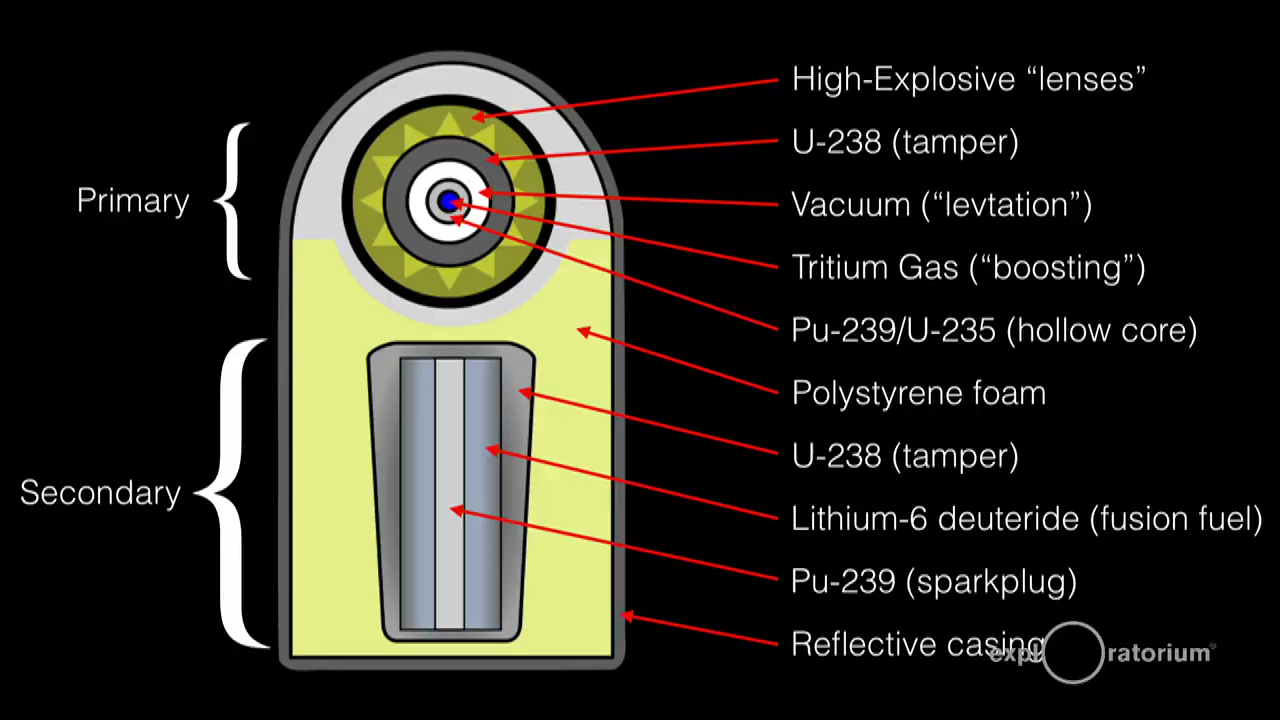 High-Explosive “lenses”
U-238 (tamper)
Primary
Vacuum (“levtation”)
Tritium Gas (“boosting”)
Pu-239/U-235 (hollow core)
Polystyrene foam
U-238 (tamper)
Secondary
Lithium-6 deuteride (fusion fuel)
Pu-239 (sparkplug)
Reflective casing
expl ratorium®